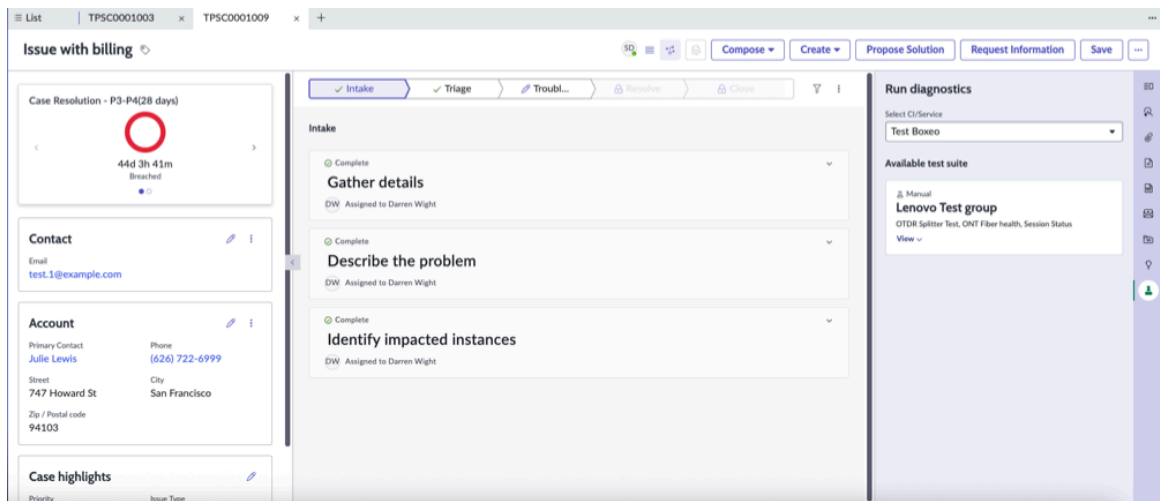 List
TPSC0001003
TPSC0001009
Issue with billing
SD
Compose
Create
Propose Solution
Request Information
Save
Case Resolution - P3-P4(28 days)
44d 3h 41m
Breached
Contact
Email
test.1@example.com
Account
Primary Contact
Phone
Julie Lewis
(626) 722-6999
Street
City
747 Howard St
San Francisco
Zip / Postal code
94103
Case highlights
Priority
Issue Type
Intake
Triage
Troubl...
Resolve
Close
Intake
Complete
Gather details
DW Assigned to Darren Wight
Complete
Describe the problem
DW Assigned to Darren Wight
Complete
Identify impacted instances
DW Assigned to Darren Wight
Run diagnostics
Select CI/Service
Test Boxeo
Available test suite
Manual
Lenovo Test group
OTDR Splitter Test, ONT Fiber health, Session Status
View